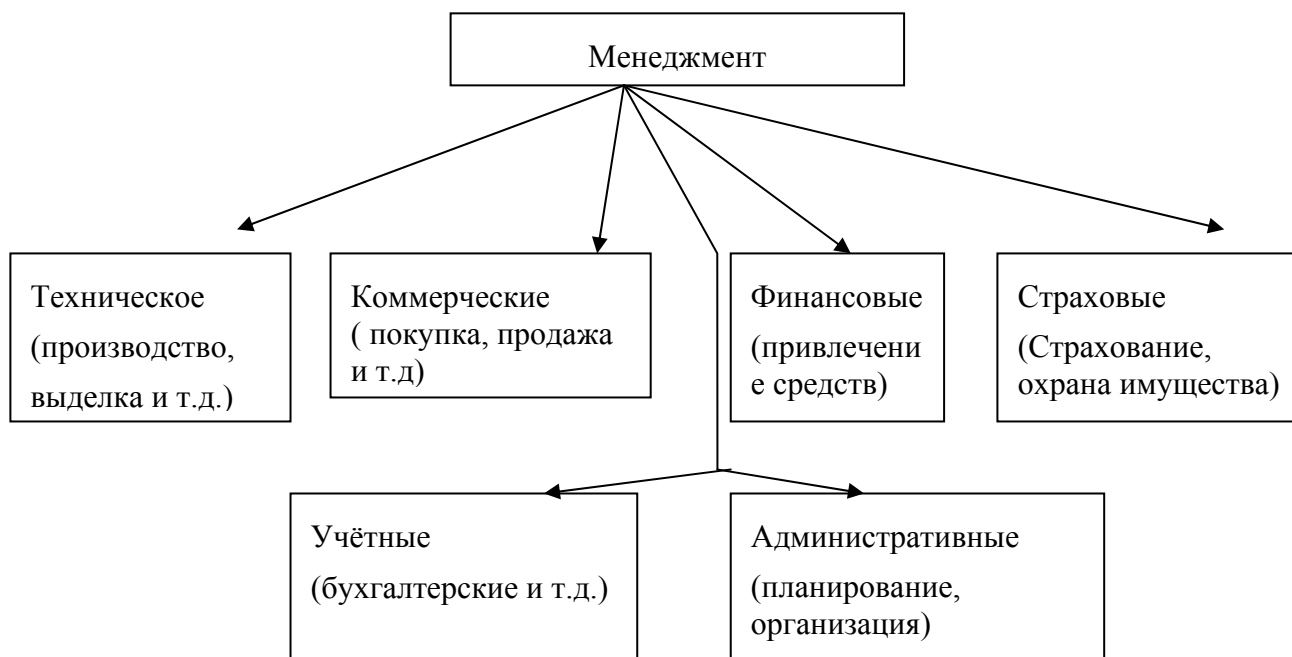 Менеджмент
Техническое
(производство,
выделка и т.д.)
Коммерческие
( покупка, продажа
и т.д)
Финансовые
(привлечени
е средств)
Страховые
(Страхование,
охрана имущества)
Учётные
(бухгалтерские и т.д.)
Административные
(планирование,
организация)